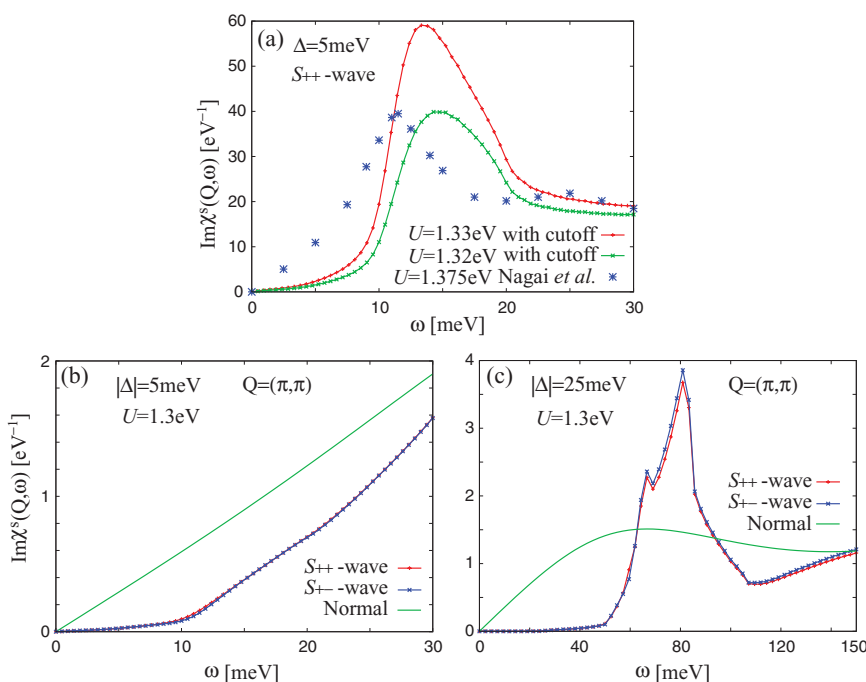 (a)
Δ=5meV
S++ -wave
Imχˢ(Q,ω) [eV⁻¹]
60
50
40
30
20
10
0
U=1.33eV with cutoff
U=1.32eV with cutoff
U=1.375eV Nagai et al.
0 10 20 30
ω [meV]
(b)
|Δ|=5meV Q=(π,π)
U=1.3eV
Imχˢ(Q,ω) [eV⁻¹]
2
1
0
S++ -wave
S+− -wave
Normal
0 10 20 30
ω [meV]
(c)
|Δ|=25meV Q=(π,π)
U=1.3eV
4
3
2
1
0
S++ -wave
S+− -wave
Normal
0 40 80 120 150
ω [meV]